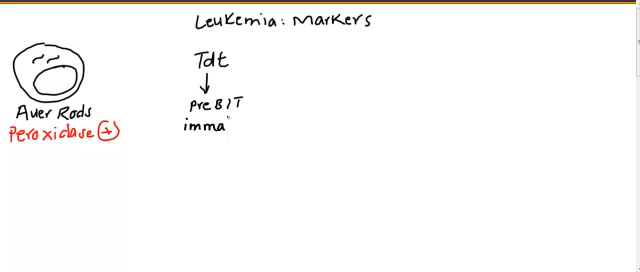 Leukemia: Markers
Tdt
pre B/T
imma
Auer Rods
Peroxidase (+)